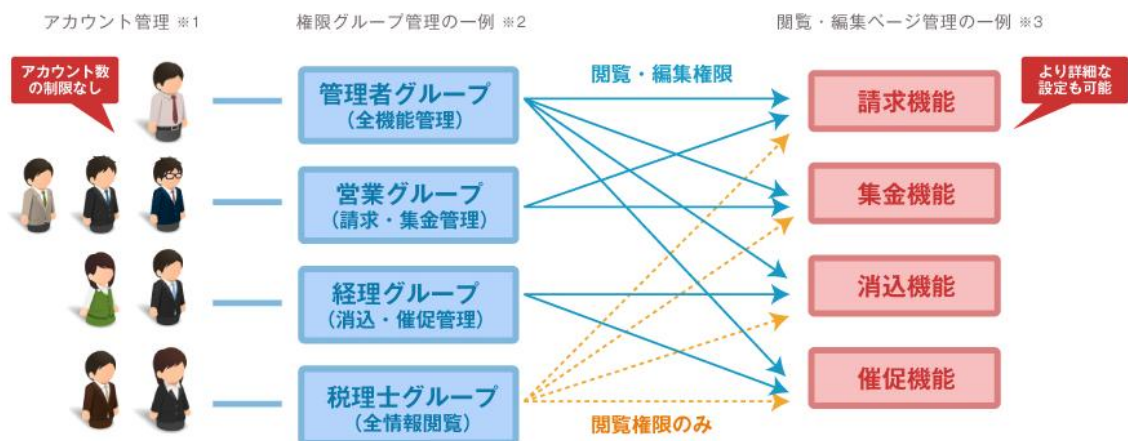 アカウント管理 ※1
権限グループ管理の一例 ※2
閲覧・編集ページ管理の一例 ※3
アカウント数
の制限なし
管理者グループ
(全機能管理)
営業グループ
(請求・集金管理)
経理グループ
(消込・催促管理)
税理士グループ
(全情報閲覧)
閲覧・編集権限
閲覧権限のみ
請求機能
集金機能
消込機能
催促機能
より詳細な
設定も可能